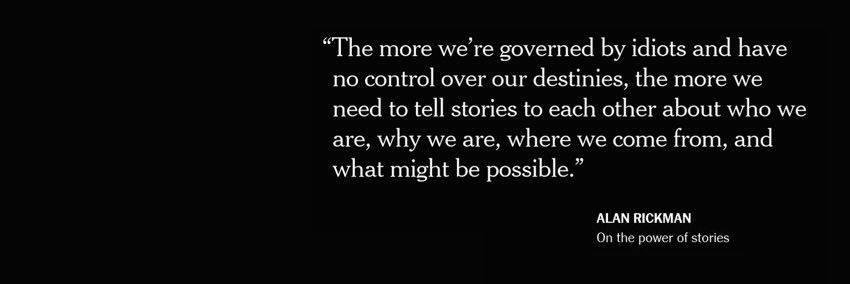 “The more we’re governed by idiots and have
no control over our destinies, the more we
need to tell stories to each other about who we
are, why we are, where we come from, and
what might be possible.”
ALAN RICKMAN
On the power of stories